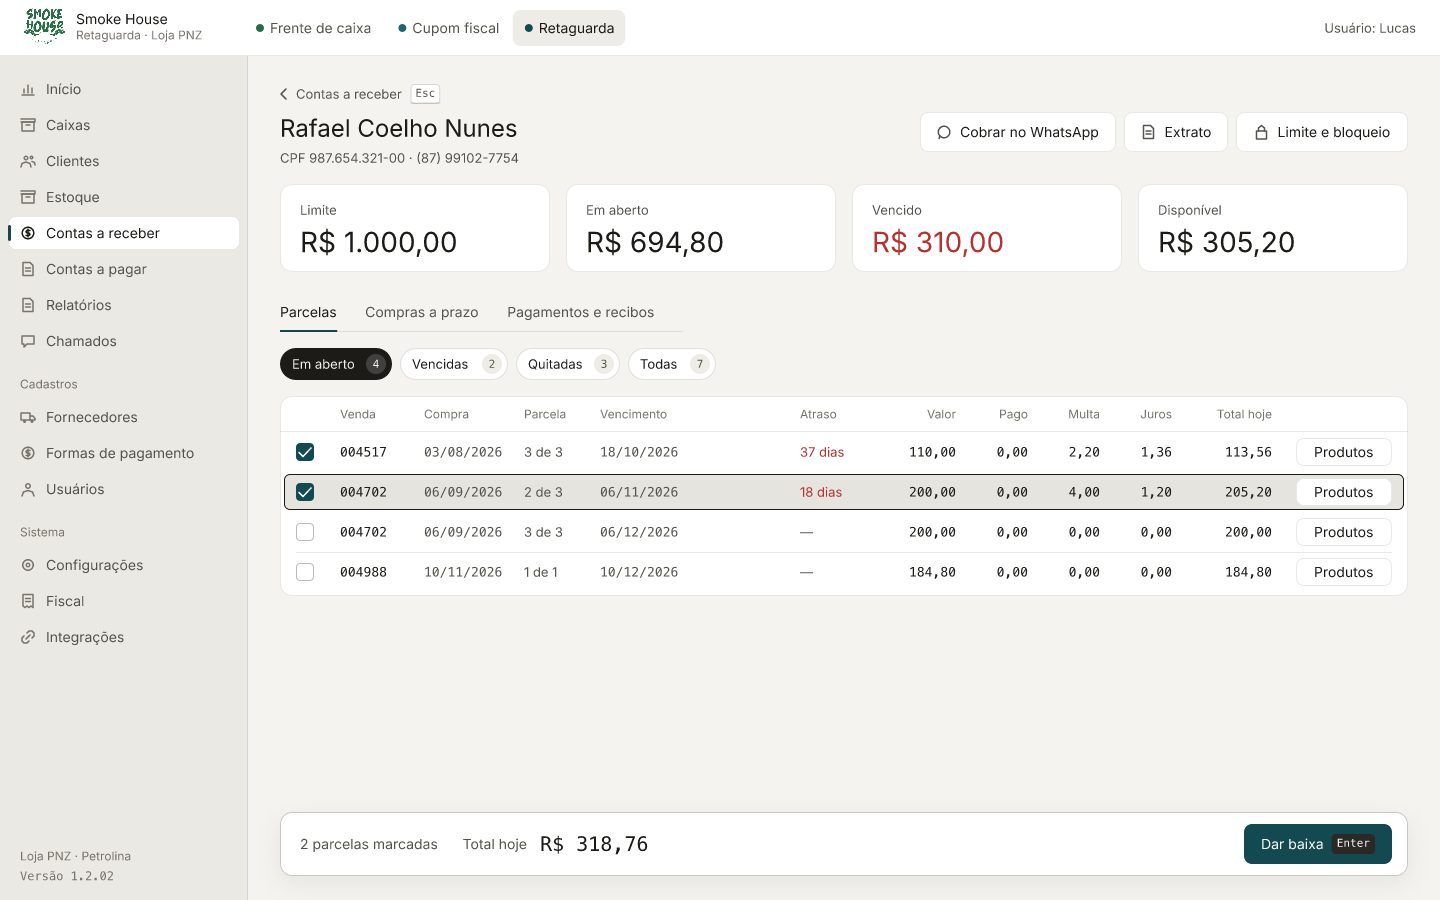 SMOKE HOUSE
Smoke House
Retaguarda · Loja PNZ
Frente de caixa
Cupom fiscal
Retaguarda
Usuário: Lucas
Início
Caixas
Clientes
Estoque
Contas a receber
Contas a pagar
Relatórios
Chamados
Cadastros
Fornecedores
Formas de pagamento
Usuários
Sistema
Configurações
Fiscal
Integrações
Loja PNZ · Petrolina
Versão 1.2.02
Contas a receber Esc
Rafael Coelho Nunes
CPF 987.654.321-00 · (87) 99102-7754
Cobrar no WhatsApp
Extrato
Limite e bloqueio
Limite
R$ 1.000,00
Em aberto
R$ 694,80
Vencido
R$ 310,00
Disponível
R$ 305,20
Parcelas Compras a prazo Pagamentos e recibos
Em aberto 4 Vencidas 2 Quitadas 3 Todas 7
Venda Compra Parcela Vencimento Atraso Valor Pago Multa Juros Total hoje
004517 03/08/2026 3 de 3 18/10/2026 37 dias 110,00 0,00 2,20 1,36 113,56 Produtos
004702 06/09/2026 2 de 3 06/11/2026 18 dias 200,00 0,00 4,00 1,20 205,20 Produtos
004702 06/09/2026 3 de 3 06/12/2026 — 200,00 0,00 0,00 0,00 200,00 Produtos
004988 10/11/2026 1 de 1 10/12/2026 — 184,80 0,00 0,00 0,00 184,80 Produtos
2 parcelas marcadas Total hoje R$ 318,76 Dar baixa Enter